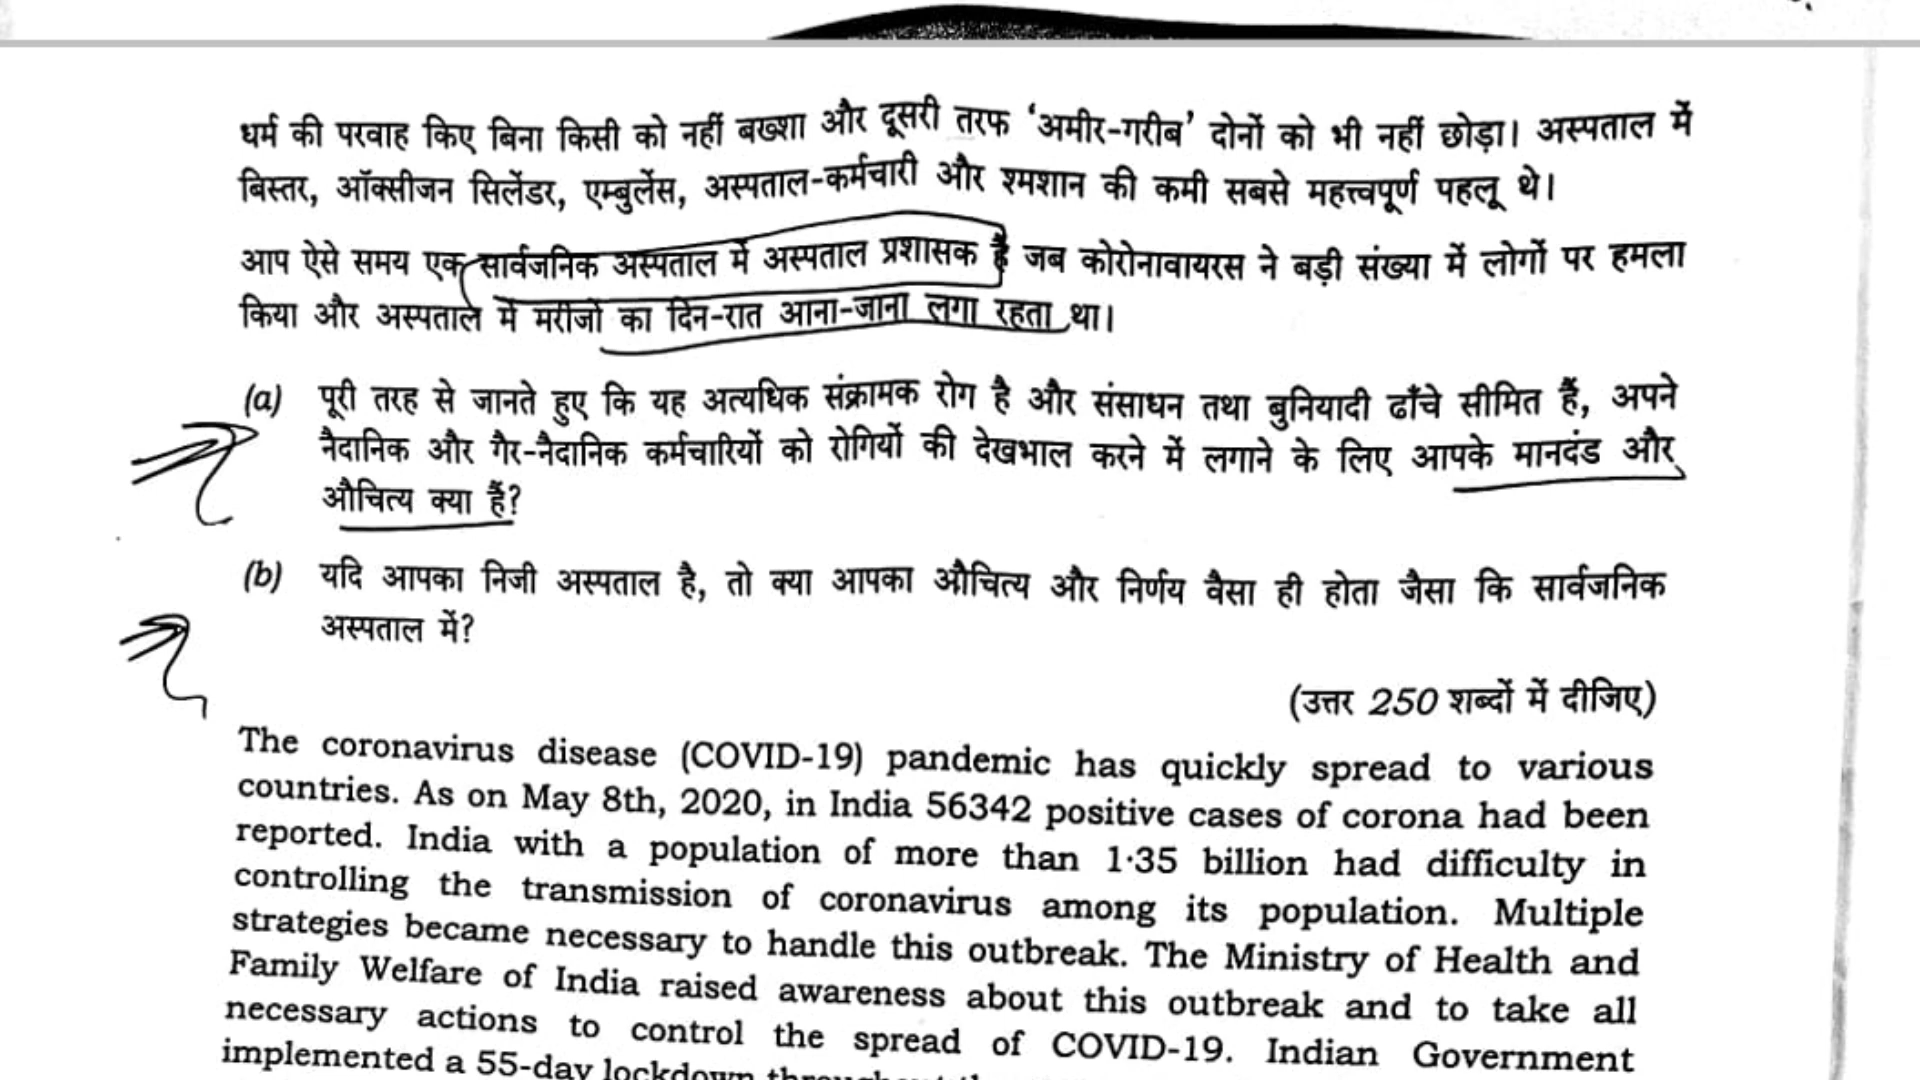 धर्म की परवाह किए बिना किसी को नहीं बख्शा और दूसरी तरफ ‘अमीर-गरीब’ दोनों को भी नहीं छोड़ा। अस्पताल में
बिस्तर, ऑक्सीजन सिलेंडर, एम्बुलेंस, अस्पताल-कर्मचारी और श्मशान की कमी सबसे महत्त्वपूर्ण पहलू थे।
आप ऐसे समय एक सार्वजनिक अस्पताल में अस्पताल प्रशासक हैं जब कोरोनावायरस ने बड़ी संख्या में लोगों पर हमला
किया और अस्पताल में मरीजों का दिन-रात आना-जाना लगा रहता था।
(a) पूरी तरह से जानते हुए कि यह अत्यधिक संक्रामक रोग है और संसाधन तथा बुनियादी ढाँचे सीमित हैं, अपने
नैदानिक और गैर-नैदानिक कर्मचारियों को रोगियों की देखभाल करने में लगाने के लिए आपके मानदंड और
औचित्य क्या हैं?
(b) यदि आपका निजी अस्पताल है, तो क्या आपका औचित्य और निर्णय वैसा ही होता जैसा कि सार्वजनिक
अस्पताल में?
(उत्तर 250 शब्दों में दीजिए)
The coronavirus disease (COVID-19) pandemic has quickly spread to various
countries. As on May 8th, 2020, in India 56342 positive cases of corona had been
reported. India with a population of more than 1·35 billion had difficulty in
controlling the transmission of coronavirus among its population. Multiple
strategies became necessary to handle this outbreak. The Ministry of Health and
Family Welfare of India raised awareness about this outbreak and to take all
necessary actions to control the spread of COVID-19. Indian Government
implemented a 55-day lockdown throughout the